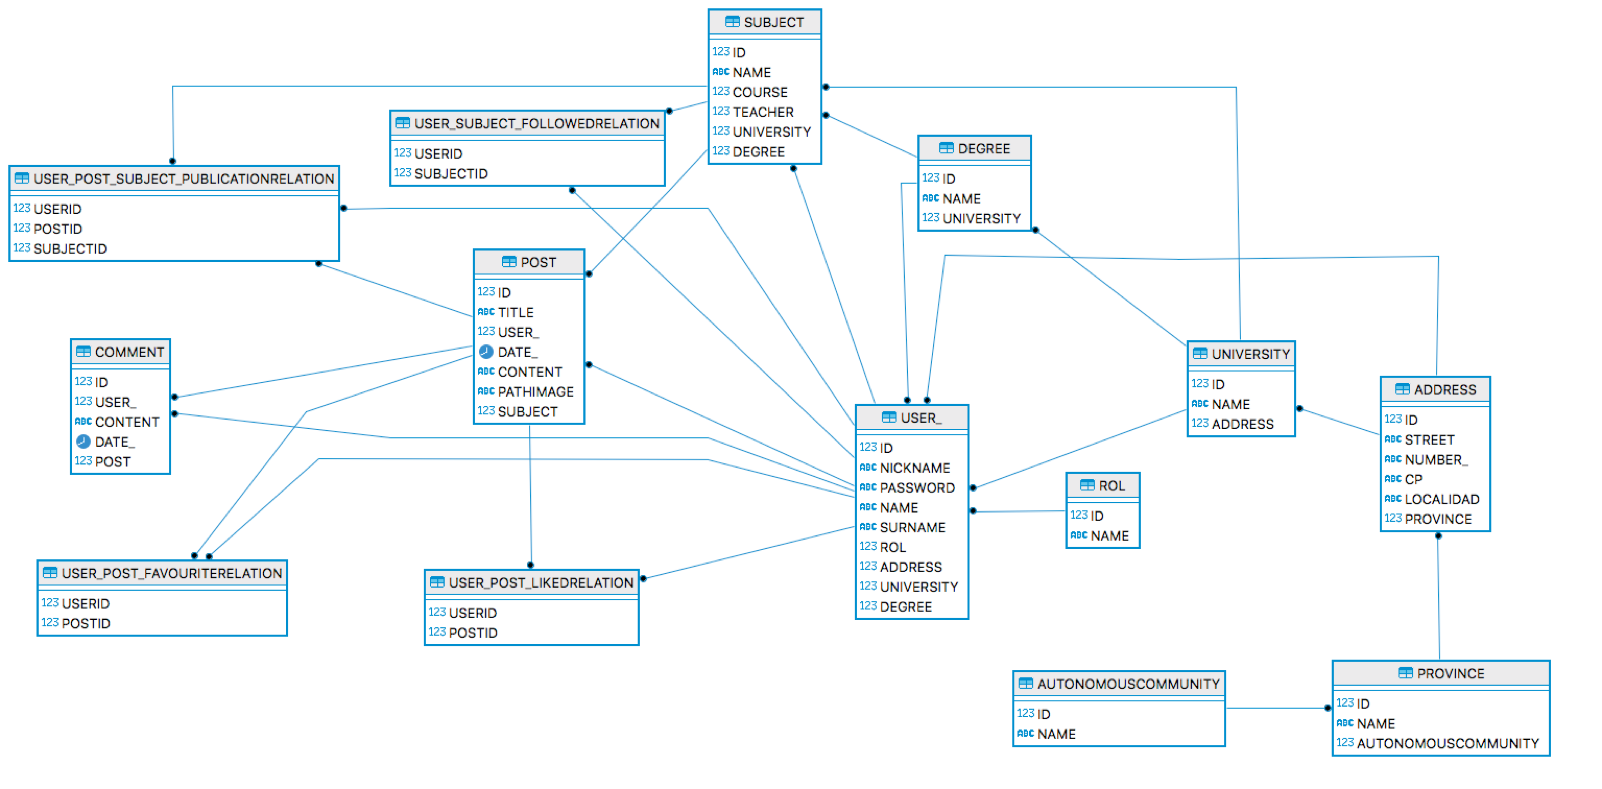 SUBJECT
123 ID
ABC NAME
123 COURSE
123 TEACHER
123 UNIVERSITY
123 DEGREE
USER_SUBJECT_FOLLOWEDRELATION
123 USERID
123 SUBJECTID
DEGREE
123 ID
ABC NAME
123 UNIVERSITY
USER_POST_SUBJECT_PUBLICATIONRELATION
123 USERID
123 POSTID
123 SUBJECTID
POST
123 ID
ABC TITLE
123 USER_
DATE_
ABC CONTENT
ABC PATHIMAGE
123 SUBJECT
COMMENT
123 ID
123 USER_
ABC CONTENT
DATE_
123 POST
UNIVERSITY
123 ID
ABC NAME
123 ADDRESS
ADDRESS
123 ID
ABC STREET
ABC NUMBER_
ABC CP
ABC LOCALIDAD
123 PROVINCE
USER_
123 ID
ABC NICKNAME
ABC PASSWORD
ABC NAME
ABC SURNAME
123 ROL
123 ADDRESS
123 UNIVERSITY
123 DEGREE
ROL
123 ID
ABC NAME
USER_POST_FAVOURITERELATION
123 USERID
123 POSTID
USER_POST_LIKEDRELATION
123 USERID
123 POSTID
AUTONOMOUSCOMMUNITY
123 ID
ABC NAME
PROVINCE
123 ID
ABC NAME
123 AUTONOMOUSCOMMUNITY